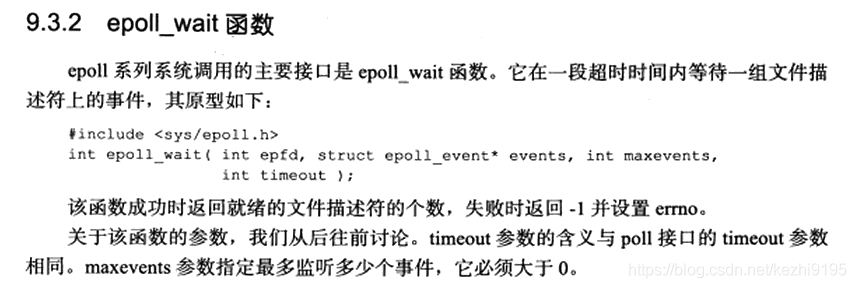 9.3.2 epoll_wait 函数
epoll 系列系统调用的主要接口是 epoll_wait 函数。它在一段超时时间内等待一组文件描
述符上的事件，其原型如下：
#include <sys/epoll.h>
int epoll_wait( int epfd, struct epoll_event* events, int maxevents,
int timeout );
该函数成功时返回就绪的文件描述符的个数，失败时返回 -1 并设置 errno。
关于该函数的参数，我们从后往前讨论。timeout 参数的含义与 poll 接口的 timeout 参数
相同。maxevents 参数指定最多监听多少个事件，它必须大于 0。
https://blog.csdn.net/kezhi9195